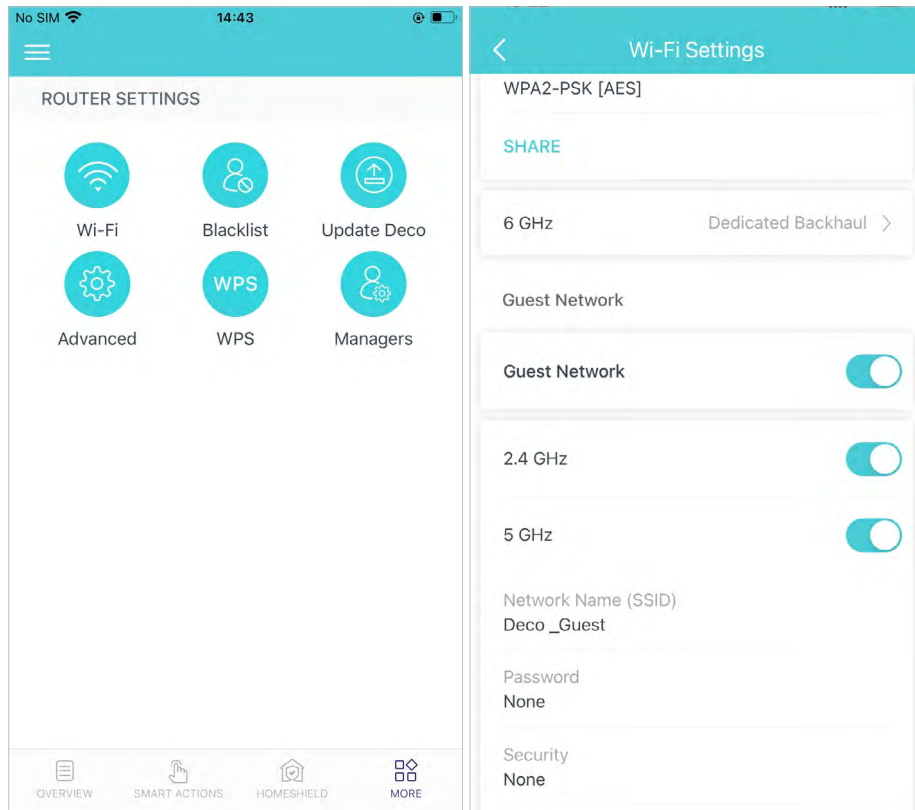 No SIM 14:43
ROUTER SETTINGS
Wi-Fi Blacklist Update Deco
WPS
Advanced WPS Managers
OVERVIEW SMART ACTIONS HOMESHIELD MORE
Wi-Fi Settings
WPA2-PSK [AES]
SHARE
6 GHz Dedicated Backhaul
Guest Network
Guest Network
2.4 GHz
5 GHz
Network Name (SSID)
Deco _Guest
Password
None
Security
None